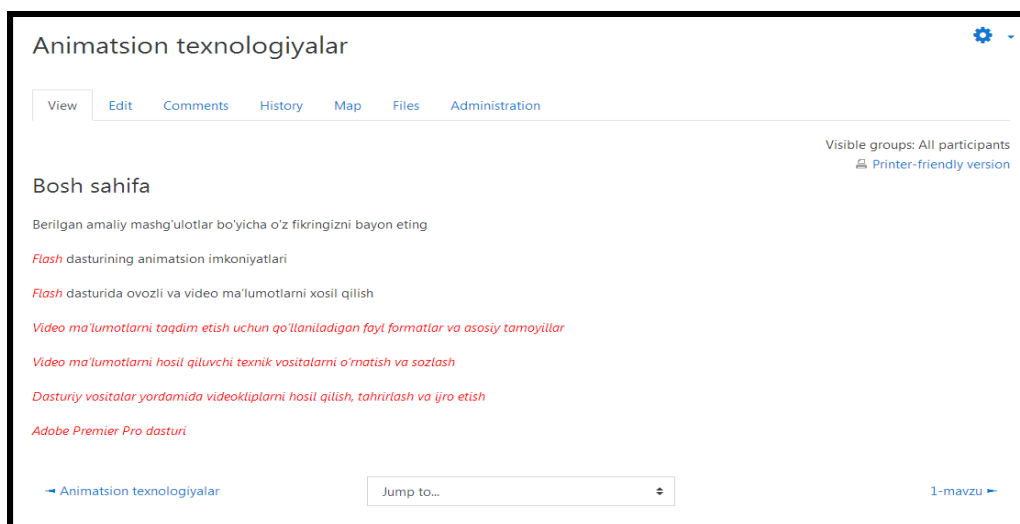 Animatsion texnologiyalar
View Edit Comments History Map Files Administration
Visible groups: All participants
Printer-friendly version
Bosh sahifa
Berilgan amaliy mashg'ulotlar bo'yicha o'z fikringizni bayon eting
Flash dasturining animatsion imkoniyatlari
Flash dasturida ovozli va video ma'lumotlarni xosil qilish
Video ma'lumotlarni taqdim etish uchun qo'llaniladigan fayl formatlar va asosiy tamoyillar
Video ma'lumotlarni hosil qiluvchi texnik vositalarni o'rnatish va sozlash
Dasturiy vositalar yordamida videokliplarni hosil qilish, tahrirlash va ijro etish
Adobe Premier Pro dasturi
◄ Animatsion texnologiyalar Jump to... 1-mavzu ►